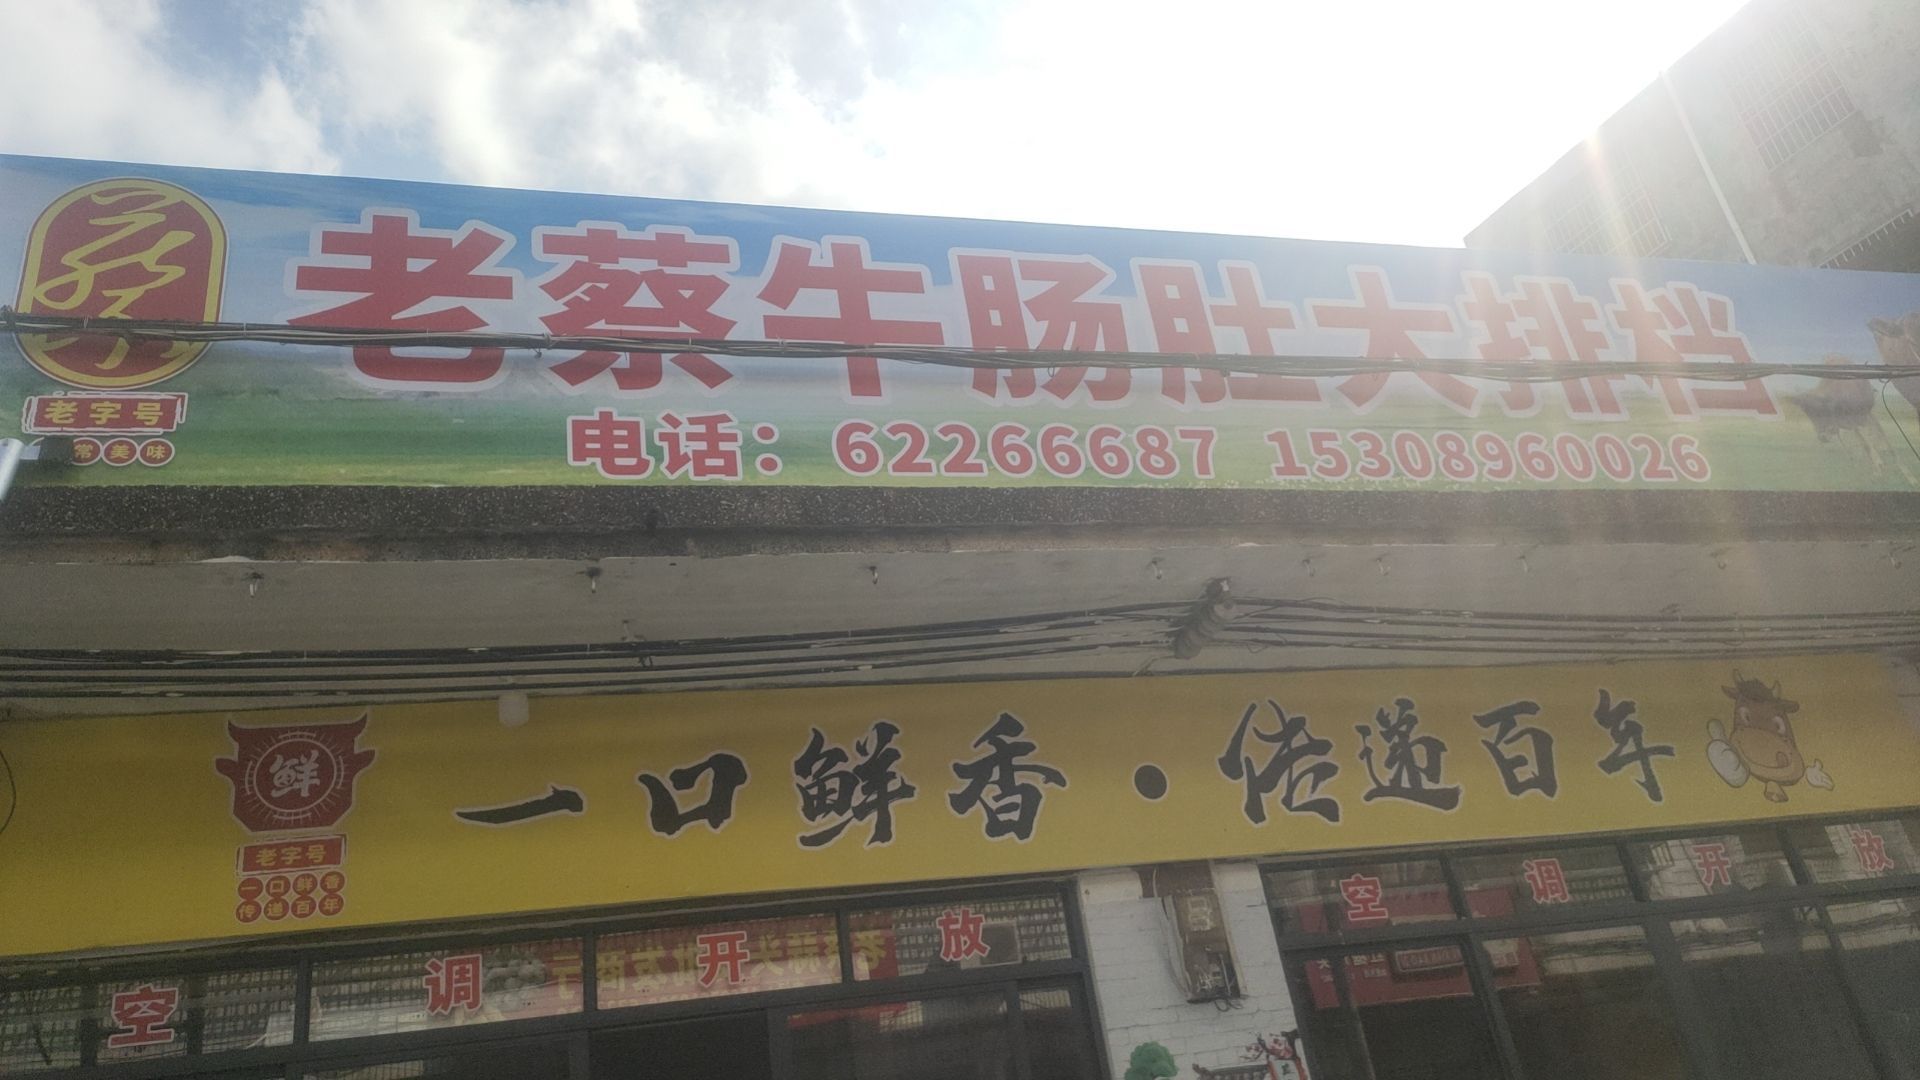 蔡
老蔡牛肠肚大排档
老字号
常美味
电话：62266687 15308960026
鲜
一口鲜香·传递百年
老字号
一口鲜香
传递百年
空调开放
空调开放